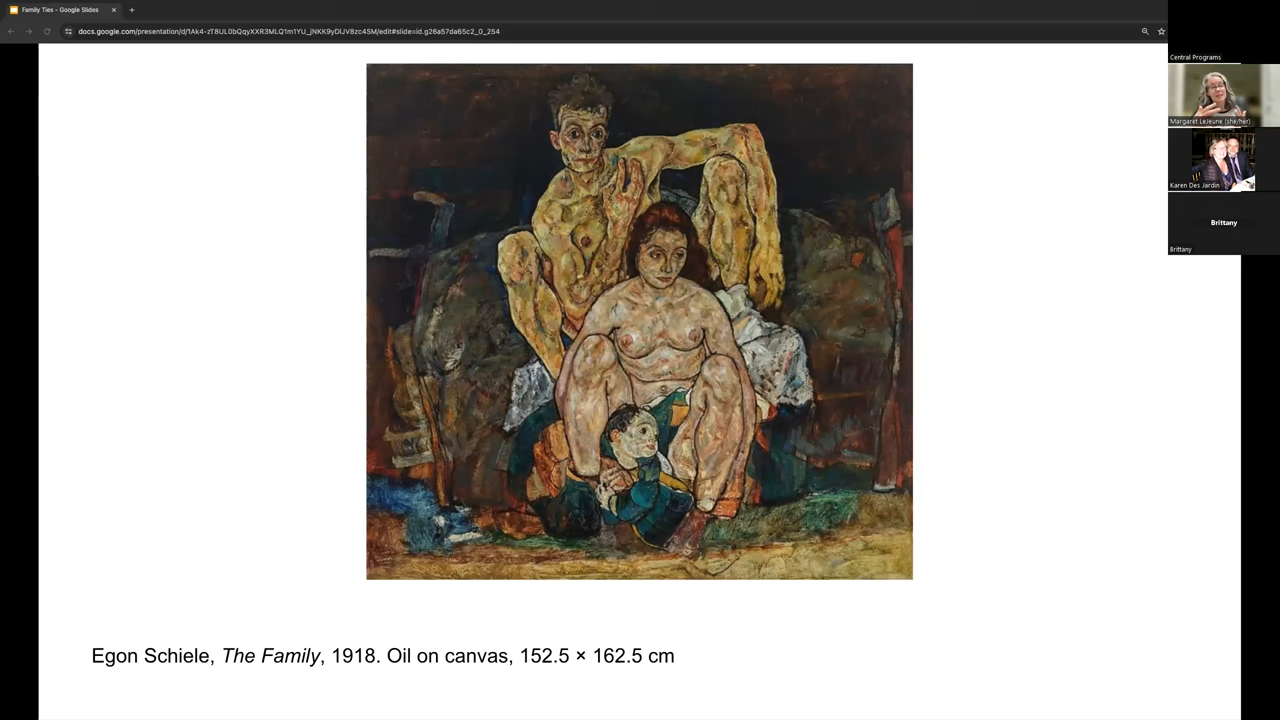 Family Ties - Google Slides
docs.google.com/presentation/d/1Ak4-zT8UL0bQqyXXR3MLQ1m1YU_jNKK9yDlJV8zc4SM/edit#slide=id.g26a57da65c2_0_254
Central Programs
Margaret LeJeune (she/her)
Karen Des Jardin
Brittany
Brittany
Egon Schiele, The Family, 1918. Oil on canvas, 152.5 × 162.5 cm